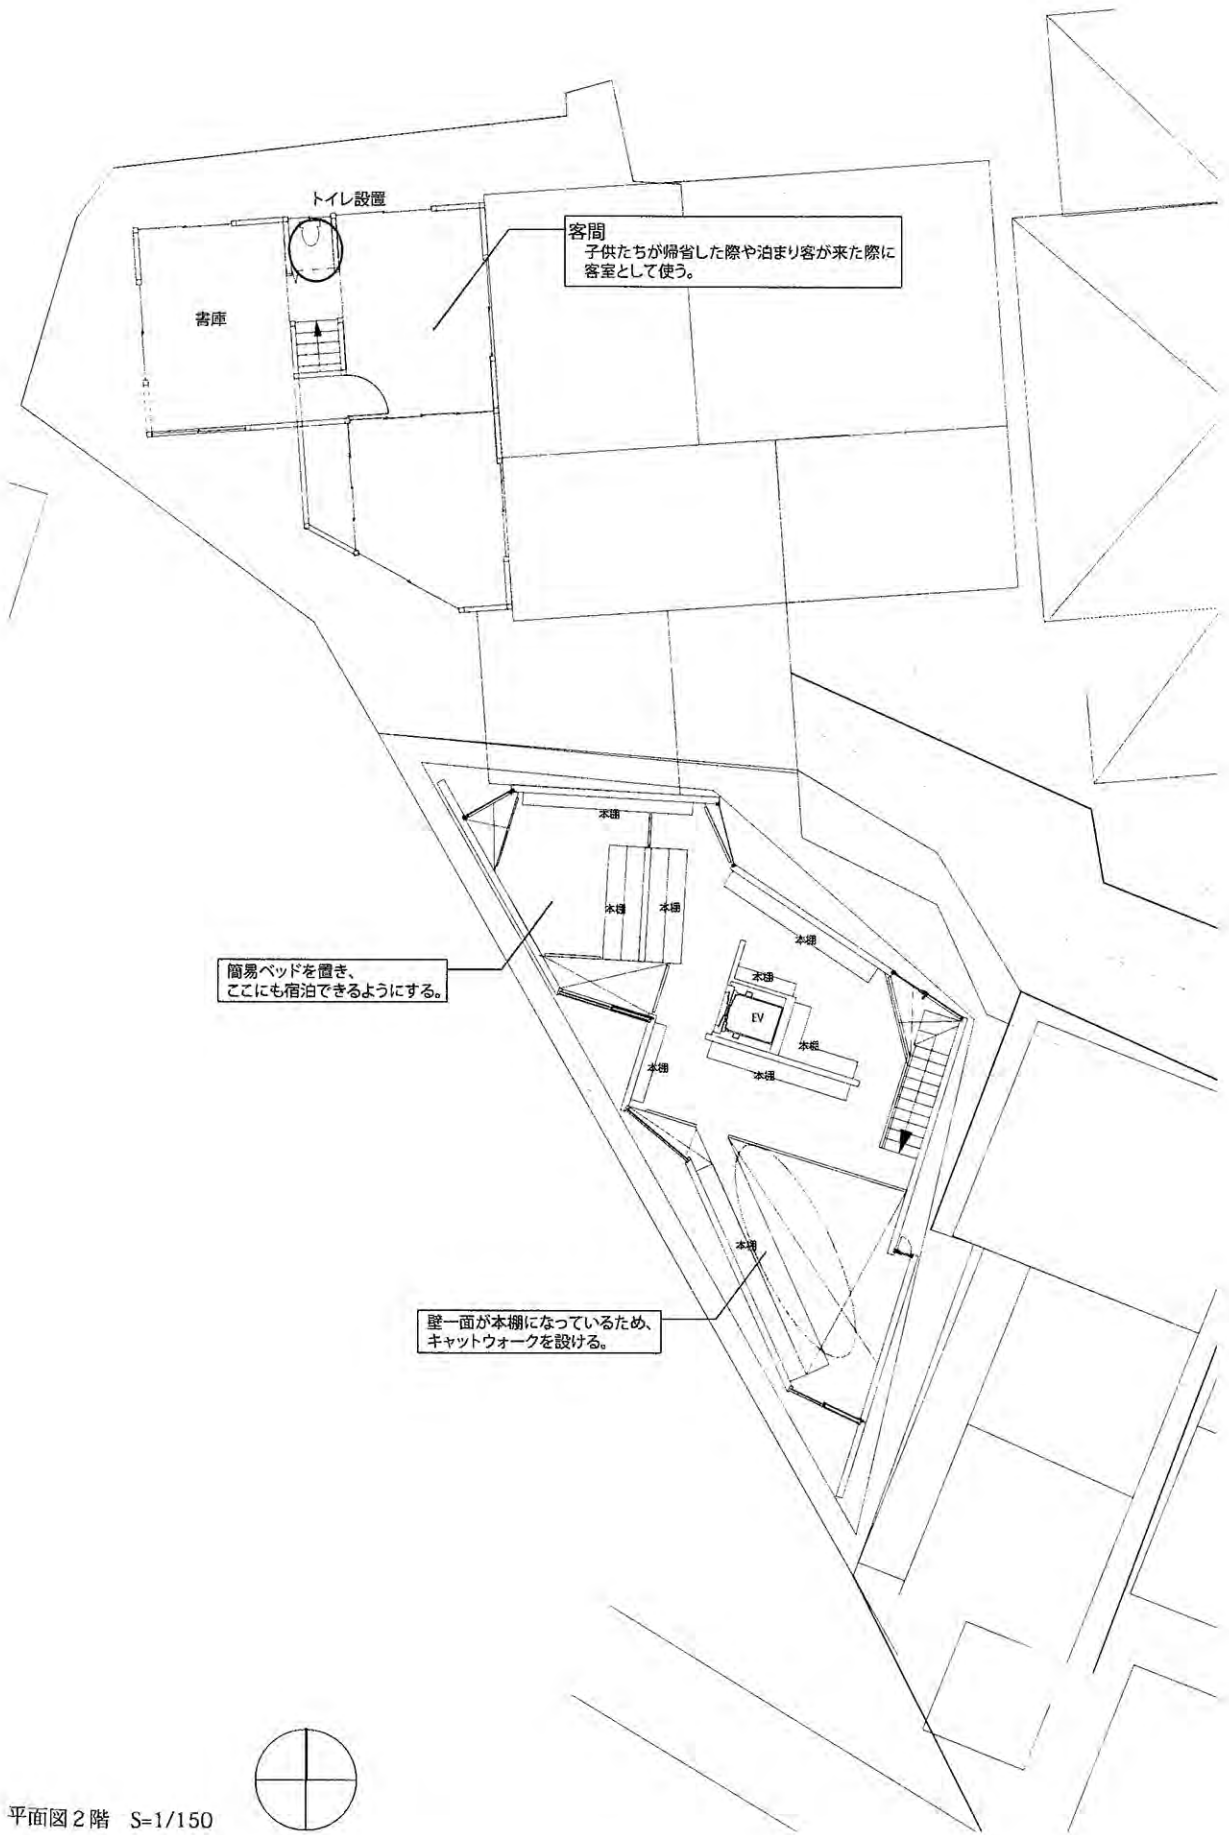 トイレ設置
客間
子供たちが帰省した際や泊まり客が来た際に
客室として使う。
書庫
本棚
本棚
本棚
本棚
簡易ベッドを置き、
ここにも宿泊できるようにする。
本棚
EV
本棚
本棚
本棚
本棚
壁一面が本棚になっているため、
キャットウォークを設ける。
平面図2階 S=1/150